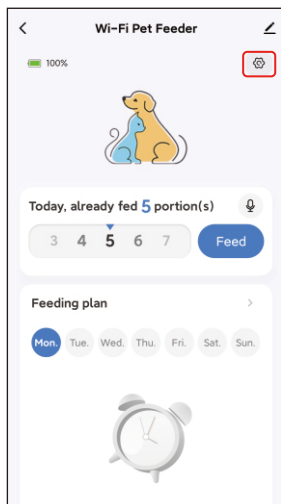 Wi-Fi Pet Feeder
100%
Today, already fed 5 portion(s)
3 4 5 6 7 Feed
Feeding plan
Mon. Tue. Wed. Thu. Fri. Sat. Sun.